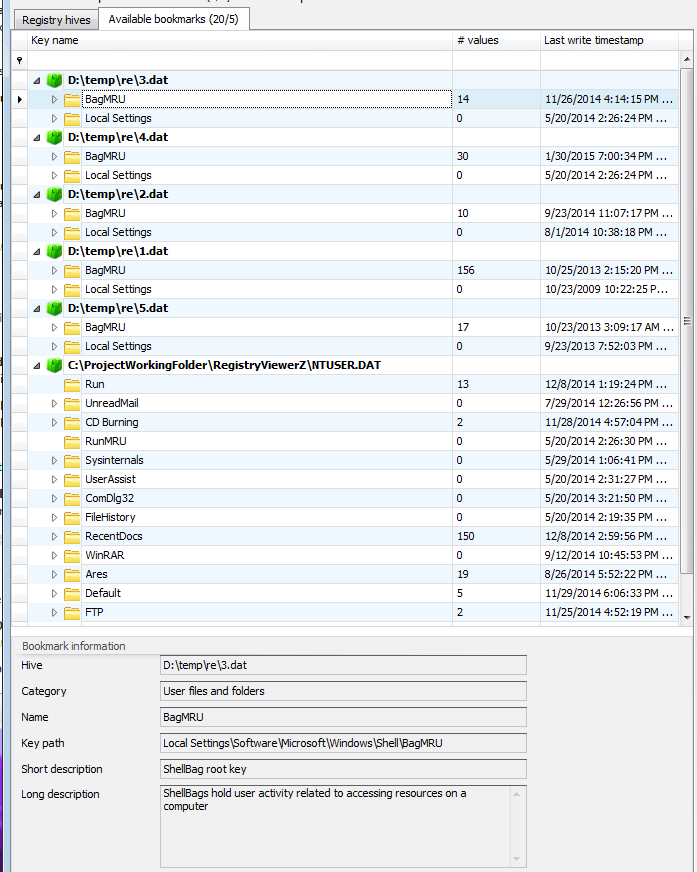 Registry hives Available bookmarks (20/5)
Key name # values Last write timestamp
D:\temp\re\3.dat
BagMRU 14 11/26/2014 4:14:15 PM ...
Local Settings 0 5/20/2014 2:26:24 PM ...
D:\temp\re\4.dat
BagMRU 30 1/30/2015 7:00:34 PM ...
Local Settings 0 5/20/2014 2:26:24 PM ...
D:\temp\re\2.dat
BagMRU 10 9/23/2014 11:07:17 PM ...
Local Settings 0 8/1/2014 10:38:18 PM ...
D:\temp\re\1.dat
BagMRU 156 10/25/2013 2:15:20 PM ...
Local Settings 0 10/23/2009 10:22:25 P...
D:\temp\re\5.dat
BagMRU 17 10/23/2013 3:09:17 AM ...
Local Settings 0 9/23/2013 7:52:03 PM ...
C:\ProjectWorkingFolder\RegistryViewerZ\NTUSER.DAT
Run 13 12/8/2014 1:19:24 PM ...
UnreadMail 0 7/29/2014 12:26:56 PM ...
CD Burning 2 11/28/2014 4:57:04 PM ...
RunMRU 0 5/20/2014 2:26:30 PM ...
Sysinternals 0 5/29/2014 1:06:41 PM ...
UserAssist 0 5/20/2014 2:31:27 PM ...
ComDlg32 0 5/20/2014 3:21:50 PM ...
FileHistory 0 5/20/2014 2:19:35 PM ...
RecentDocs 150 12/8/2014 2:59:56 PM ...
WinRAR 0 9/12/2014 10:45:53 PM ...
Ares 19 8/26/2014 5:52:22 PM ...
Default 5 11/29/2014 6:06:33 PM ...
FTP 2 11/25/2014 4:52:19 PM ...
Bookmark information
Hive D:\temp\re\3.dat
Category User files and folders
Name BagMRU
Key path Local Settings\Software\Microsoft\Windows\Shell\BagMRU
Short description ShellBag root key
Long description ShellBags hold user activity related to accessing resources on a
computer